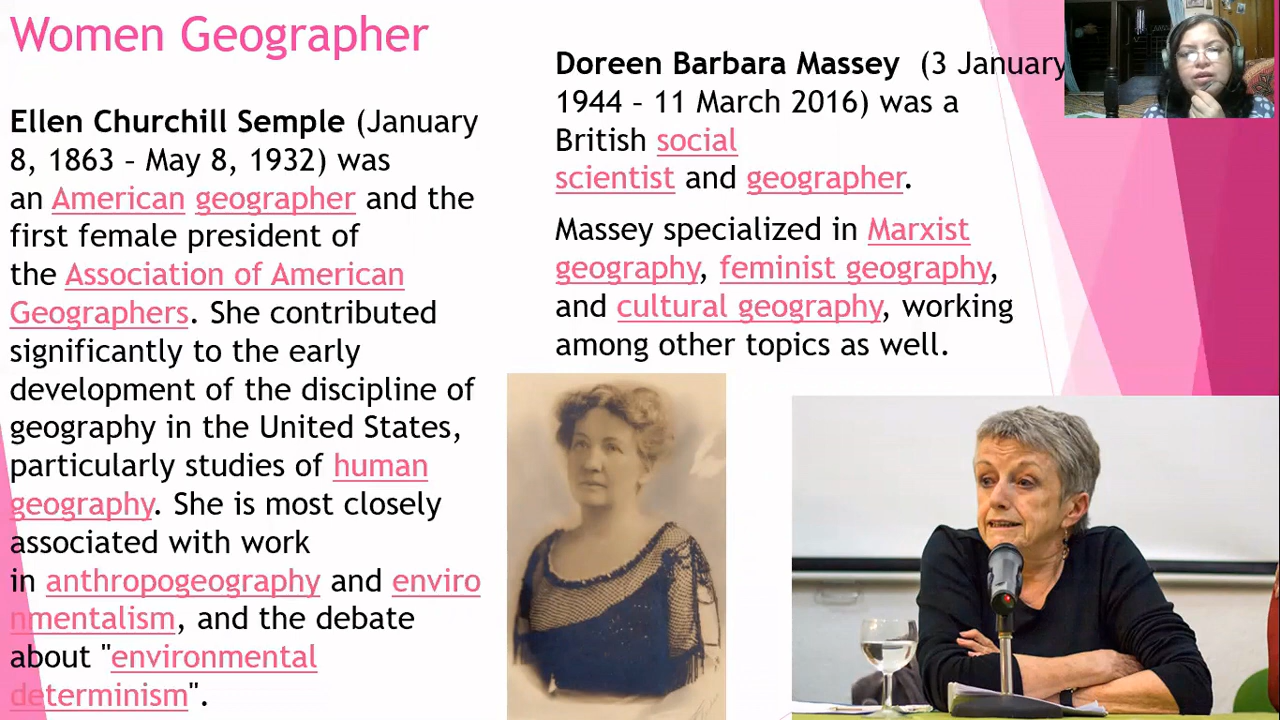 Women Geographer
Ellen Churchill Semple (January
8, 1863 – May 8, 1932) was
an American geographer and the
first female president of
the Association of American
Geographers. She contributed
significantly to the early
development of the discipline of
geography in the United States,
particularly studies of human
geography. She is most closely
associated with work
in anthropogeography and enviro
nmentalism, and the debate
about "environmental
determinism".
Doreen Barbara Massey (3 January
1944 – 11 March 2016) was a
British social
scientist and geographer.
Massey specialized in Marxist
geography, feminist geography,
and cultural geography, working
among other topics as well.